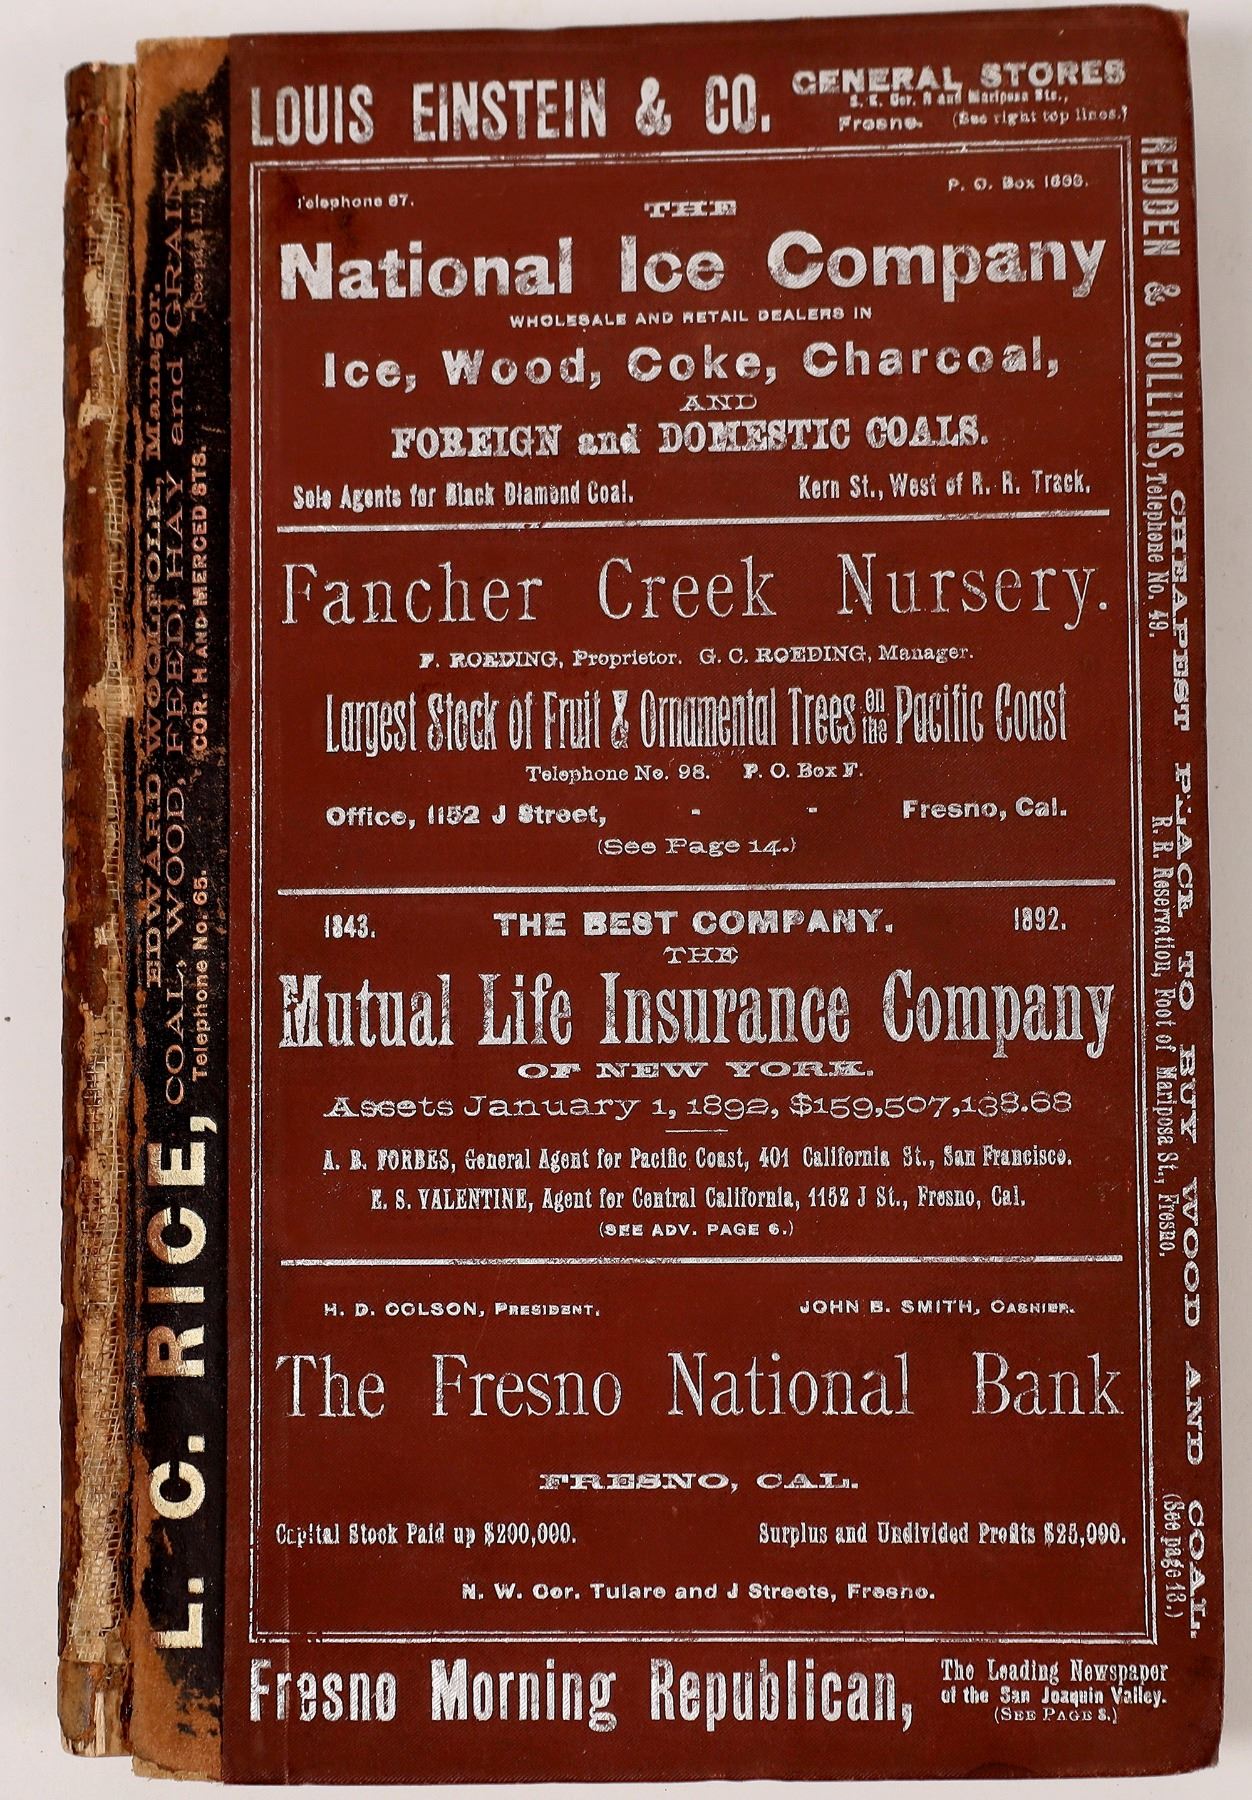 LOUIS EINSTEIN & CO.
GENERAL STORES
S. E. Cor. H and Mariposa Sts.,
Fresno. (See right top lines.)
Telephone 67.
P. O. Box 1693.
THE
National Ice Company
WHOLESALE AND RETAIL DEALERS IN
Ice, Wood, Coke, Charcoal,
AND
FOREIGN and DOMESTIC COALS.
Sole Agents for Black Diamond Coal.
Kern St., West of R. R. Track.
Fancher Creek Nursery.
F. ROEDING, Proprietor. G. C. ROEDING, Manager.
Largest Stock of Fruit & Ornamental Trees on the Pacific Coast
Telephone No. 98. P. O. Box F.
Office, 1152 J Street, - - Fresno, Cal.
(See Page 14.)
1843. THE BEST COMPANY. 1892.
THE
Mutual Life Insurance Company
OF NEW YORK.
Assets January 1, 1892, $159,507,138.68
A. B. FORBES, General Agent for Pacific Coast, 401 California St., San Francisco.
E. S. VALENTINE, Agent for Central California, 1152 J St., Fresno, Cal.
(SEE ADV. PAGE 6.)
H. D. COLSON, PRESIDENT.
JOHN B. SMITH, CASHIER.
The Fresno National Bank
FRESNO, CAL.
Capital Stock Paid up $200,000.
Surplus and Undivided Profits $25,000.
N. W. Cor. Tulare and J Streets, Fresno.
Fresno Morning Republican,
The Leading Newspaper
of the San Joaquin Valley.
(SEE PAGE 8.)
REDDEN & COLLINS,
CHEAPEST PLACE TO BUY WOOD AND COAL.
Telephone No. 49.
R. R. Reservation, Foot of Mariposa St., Fresno.
(See page 18.)
L. C. RICE,
EDWARD WOOLFOLK, Manager.
COAL, WOOD, FEED, HAY and GRAIN
Telephone No. 65. COR. H AND MERCED STS.
(See page